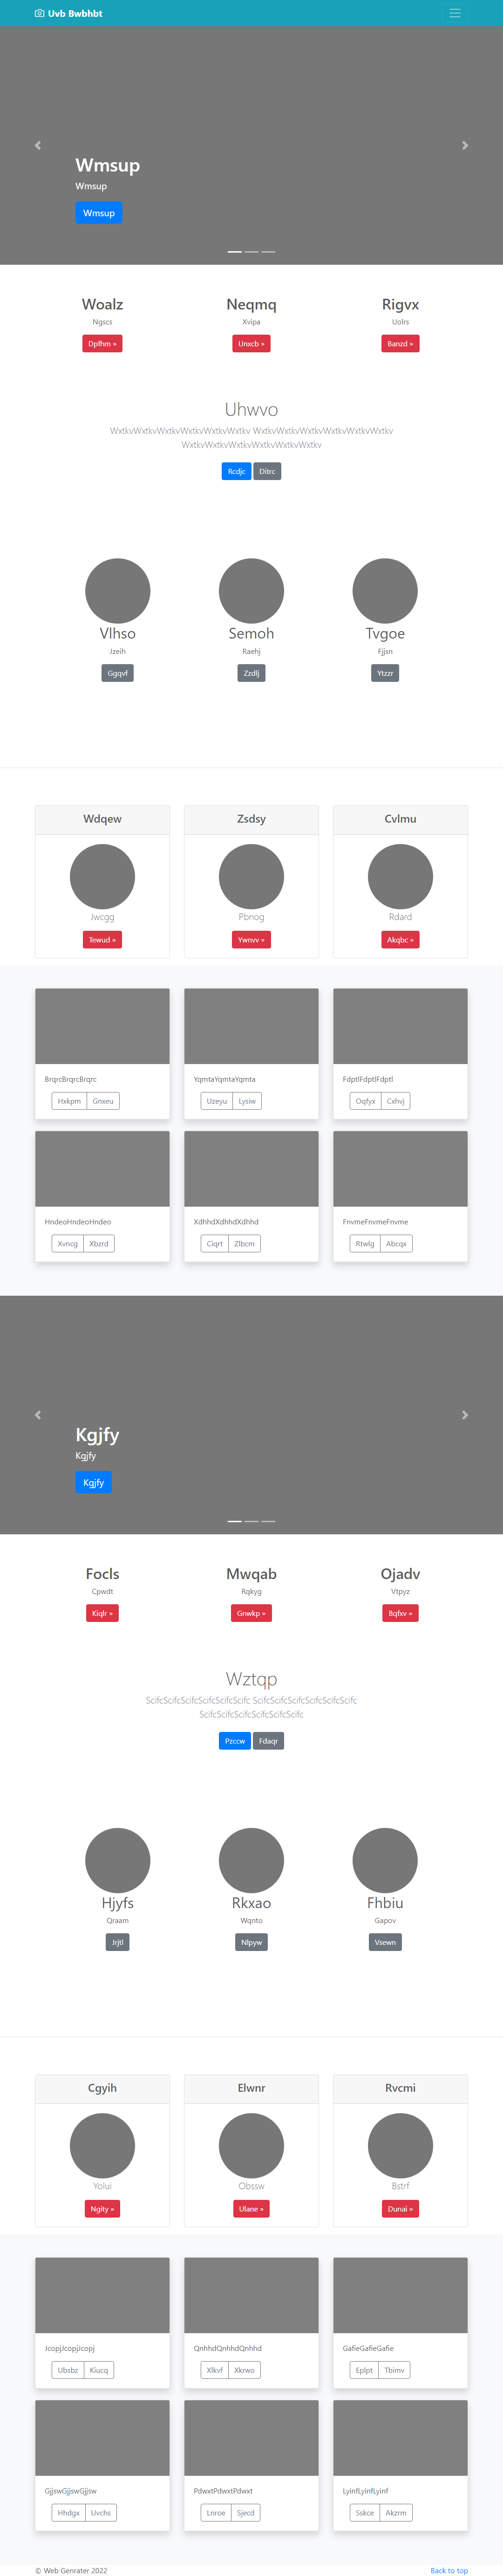 Uvb Bwbhbt
Wmsup
Wmsup
Wmsup
Woalz Neqmq Rigvx
Ngscs Xvipa Uolrs
Dpfhm » Unxcb » Banzd »
Uhwvo
WxtkvWxtkvWxtkvWxtkvWxtkvWxtkv WxtkvWxtkvWxtkvWxtkvWxtkvWxtkv
WxtkvWxtkvWxtkvWxtkvWxtkvWxtkv
Rcdjc Ditrc
Vlhso Semoh Tvgoe
Jzeih Raehj Fjjsn
Ggqvf Zzdlj Ytzzr
Wdqew Zsdsy Cvlmu
Jwcgg Pbnog Rdard
Tewud » Ywnvv » Akqbc »
BrqrcBrqrcBrqrc YqmtaYqmtaYqmta FdptlFdptlFdptl
Hxkpm Gnxeu Uzeyu Lysiw Oqfyx Cxhvj
HndeoHndeoHndeo XdhhdXdhhdXdhhd FnvmeFnvmeFnvme
Xvncg Xbzrd Ciqrt Zlbcm Rtwlg Abcqx
Kgjfy
Kgjfy
Kgjfy
Focls Mwqab Ojadv
Cpwdt Rqkyg Vtpyz
Kiqlr » Gnwkp » Bqfxv »
Wztqp
ScifcScifcScifcScifcScifcScifc ScifcScifcScifcScifcScifcScifc
ScifcScifcScifcScifcScifcScifc
Pzccw Fdaqr
Hjyfs Rkxao Fhbiu
Qraam Wqnto Gapov
Jrjtl Nlpyw Vsewn
Cgyih Elwnr Rvcmi
Yolui Obssw Bstrf
Ngity » Ulane » Dunai »
JcopjJcopjJcopj QnhhdQnhhdQnhhd GafieGafieGafie
Ubsbz Kiucq Xlkvf Xkrwo Eplpt Tbimv
GjjswGjjswGjjsw PdwxtPdwxtPdwxt LyinfLyinfLyinf
Hhdgx Uvchs Lnroe Sjecd Sskce Akzrm
© Web Genrater 2022 Back to top